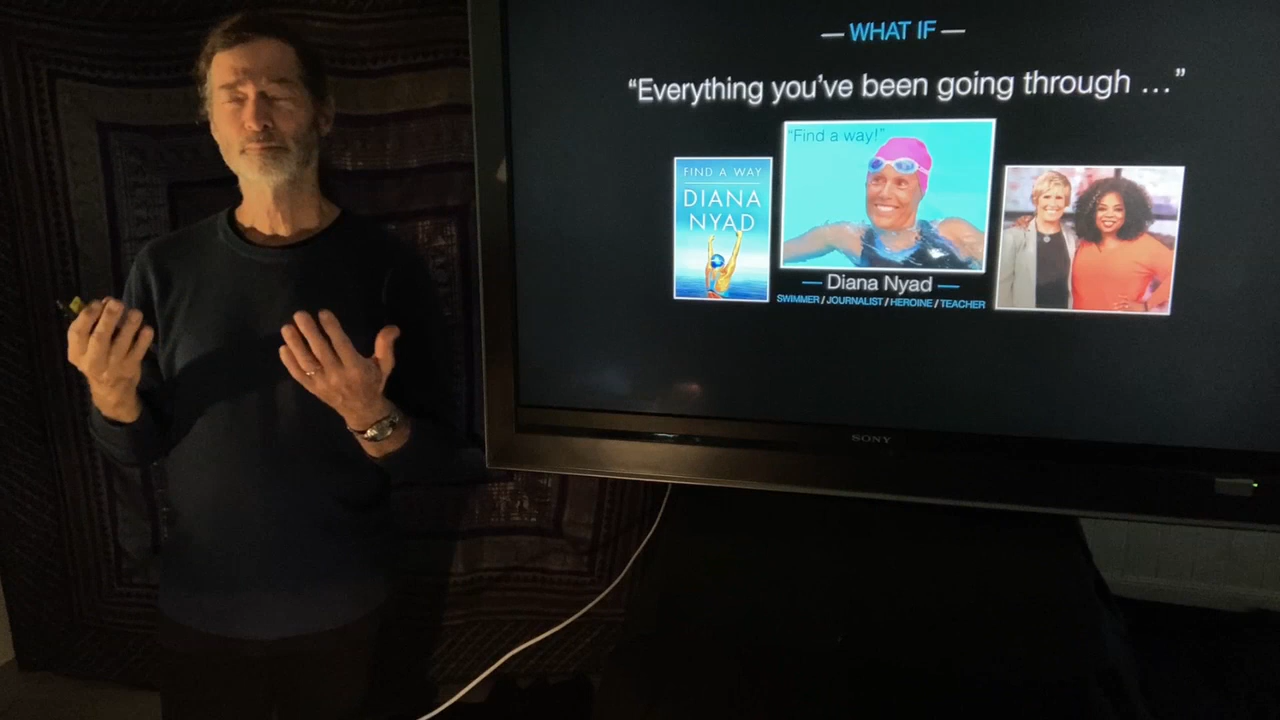 — WHAT IF —
“Everything you’ve been going through ...”
“Find a way!”
FIND A WAY
DIANA
NYAD
— Diana Nyad —
SWIMMER / JOURNALIST / HEROINE / TEACHER
SONY